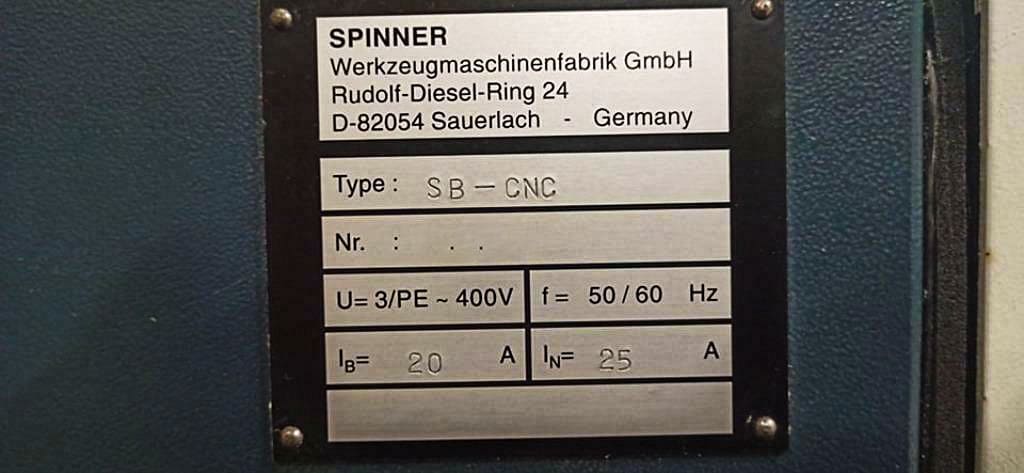 SPINNER
Werkzeugmaschinenfabrik GmbH
Rudolf-Diesel-Ring 24
D-82054 Sauerlach - Germany
Type : SB-CNC
Nr. : . .
U= 3/PE ~ 400V f = 50 / 60 Hz
IB= 20 A IN= 25 A